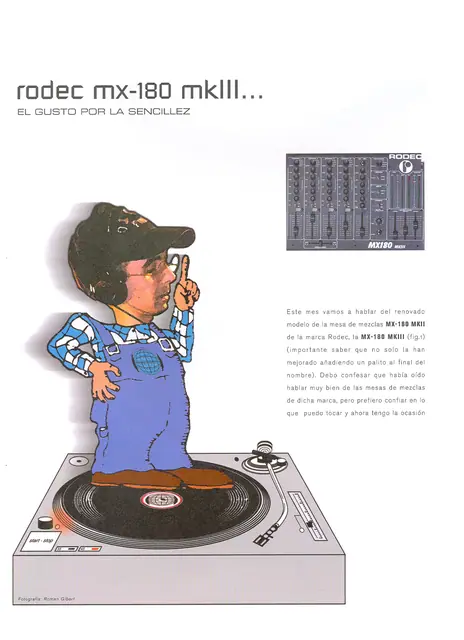 rodec mx-180 mkIII...
EL GUSTO POR LA SENCILLEZ
RODEC
MX180 MKIII
Este mes vamos a hablar del renovado
modelo de la mesa de mezclas MX-180 MKII
de la marca Rodec, la MX-180 MKIII (fig.1)
(importante saber que no solo la han
mejorado añadiendo un palito al final del
nombre). Debo confesar que había oído
hablar muy bien de las mesas de mezclas
de dicha marca, pero prefiero confiar en lo
que puedo tocar y ahora tengo la ocasión
start · stop
Fotografía: Román Gibert